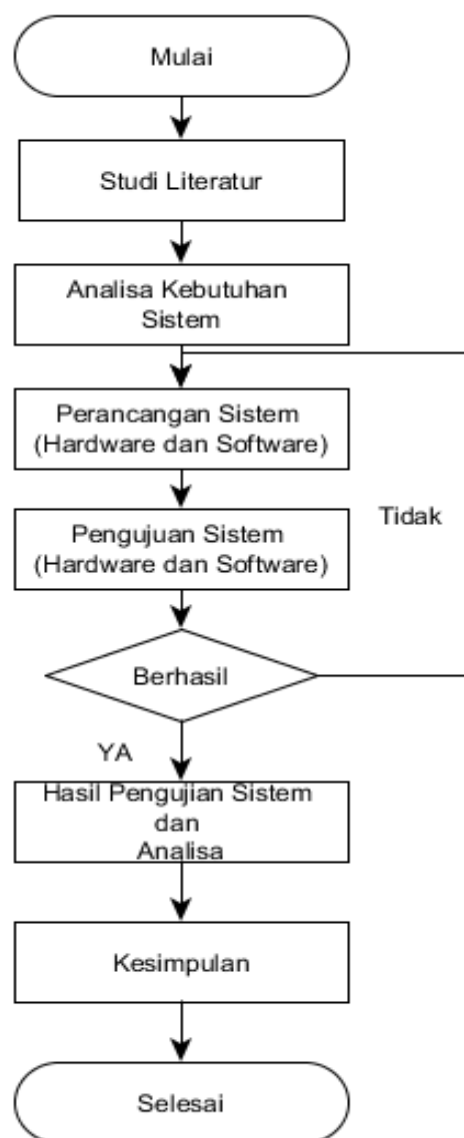 Mulai
Studi Literatur
Analisa Kebutuhan
Sistem
Perancangan Sistem
(Hardware dan Software)
Pengujuan Sistem
(Hardware dan Software)
Tidak
Berhasil
YA
Hasil Pengujian Sistem
dan
Analisa
Kesimpulan
Selesai